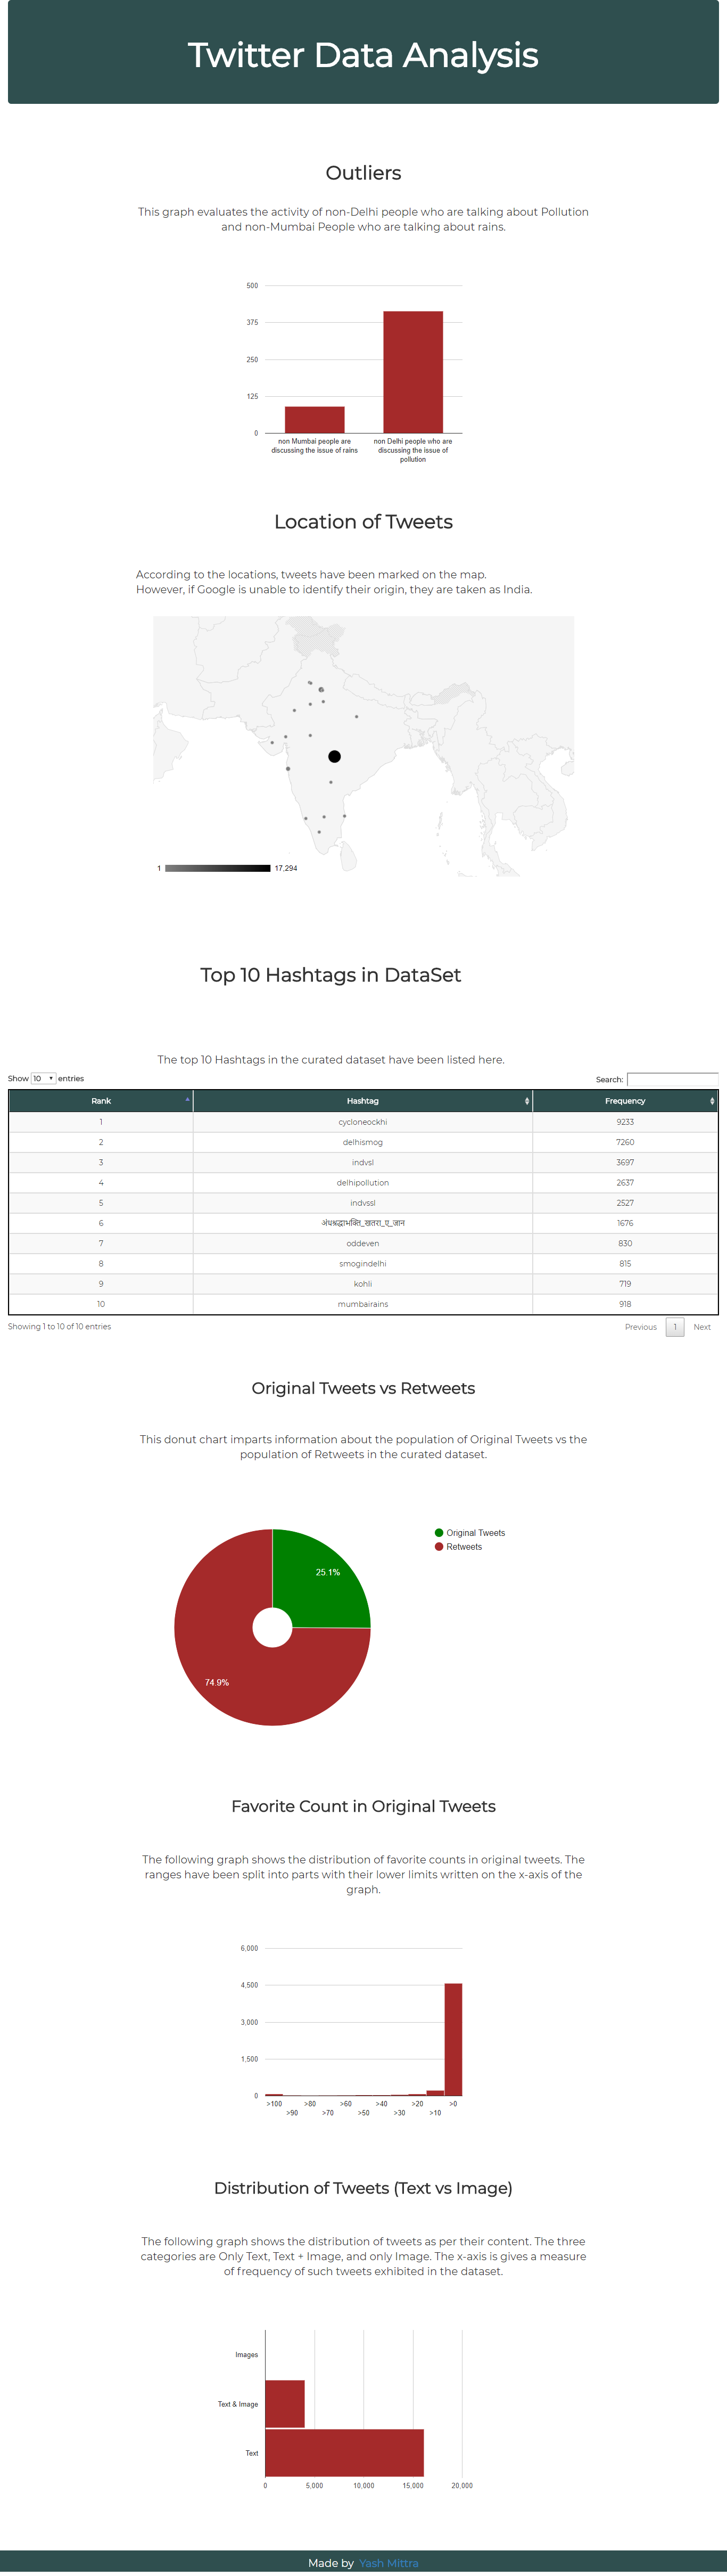 Twitter Data Analysis
Outliers
This graph evaluates the activity of non-Delhi people who are talking about Pollution
and non-Mumbai People who are talking about rains.
500
375
250
125
0
non Mumbai people are
discussing the issue of rains
non Delhi people who are
discussing the issue of
pollution
Location of Tweets
According to the locations, tweets have been marked on the map.
However, if Google is unable to identify their origin, they are taken as India.
1 17,294
Top 10 Hashtags in DataSet
The top 10 Hashtags in the curated dataset have been listed here.
Show 10 entries Search:
Rank Hashtag Frequency
1 cycloneockhi 9233
2 delhismog 7260
3 indvsl 3697
4 delhipollution 2637
5 indvssl 2527
6 अंधश्रद्धाभक्ति_खतरा_ए_जान 1676
7 oddeven 830
8 smogindelhi 815
9 kohli 719
10 mumbairains 918
Showing 1 to 10 of 10 entries Previous 1 Next
Original Tweets vs Retweets
This donut chart imparts information about the population of Original Tweets vs the
population of Retweets in the curated dataset.
Original Tweets
Retweets
25.1%
74.9%
Favorite Count in Original Tweets
The following graph shows the distribution of favorite counts in original tweets. The
ranges have been split into parts with their lower limits written on the x-axis of the
graph.
6,000
4,500
3,000
1,500
0
>100 >80 >60 >40 >20 >0
>90 >70 >50 >30 >10
Distribution of Tweets (Text vs Image)
The following graph shows the distribution of tweets as per their content. The three
categories are Only Text, Text + Image, and only Image. The x-axis is gives a measure
of frequency of such tweets exhibited in the dataset.
Images
Text & Image
Text
0 5,000 10,000 15,000 20,000
Made by Yash Mittra